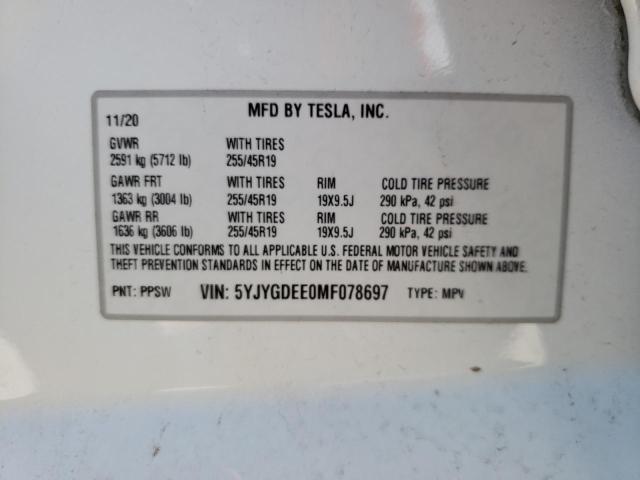 MFD BY TESLA, INC.
11/20
GVWR WITH TIRES
2591 kg (5712 lb) 255/45R19
GAWR FRT WITH TIRES RIM COLD TIRE PRESSURE
1363 kg (3004 lb) 255/45R19 19X9.5J 290 kPa, 42 psi
GAWR RR WITH TIRES RIM COLD TIRE PRESSURE
1636 kg (3606 lb) 255/45R19 19X9.5J 290 kPa, 42 psi
THIS VEHICLE CONFORMS TO ALL APPLICABLE U.S. FEDERAL MOTOR VEHICLE SAFETY AND
THEFT PREVENTION STANDARDS IN EFFECT ON THE DATE OF MANUFACTURE SHOWN ABOVE.
PNT: PPSW VIN: 5YJYGDEE0MF078697 TYPE: MPV